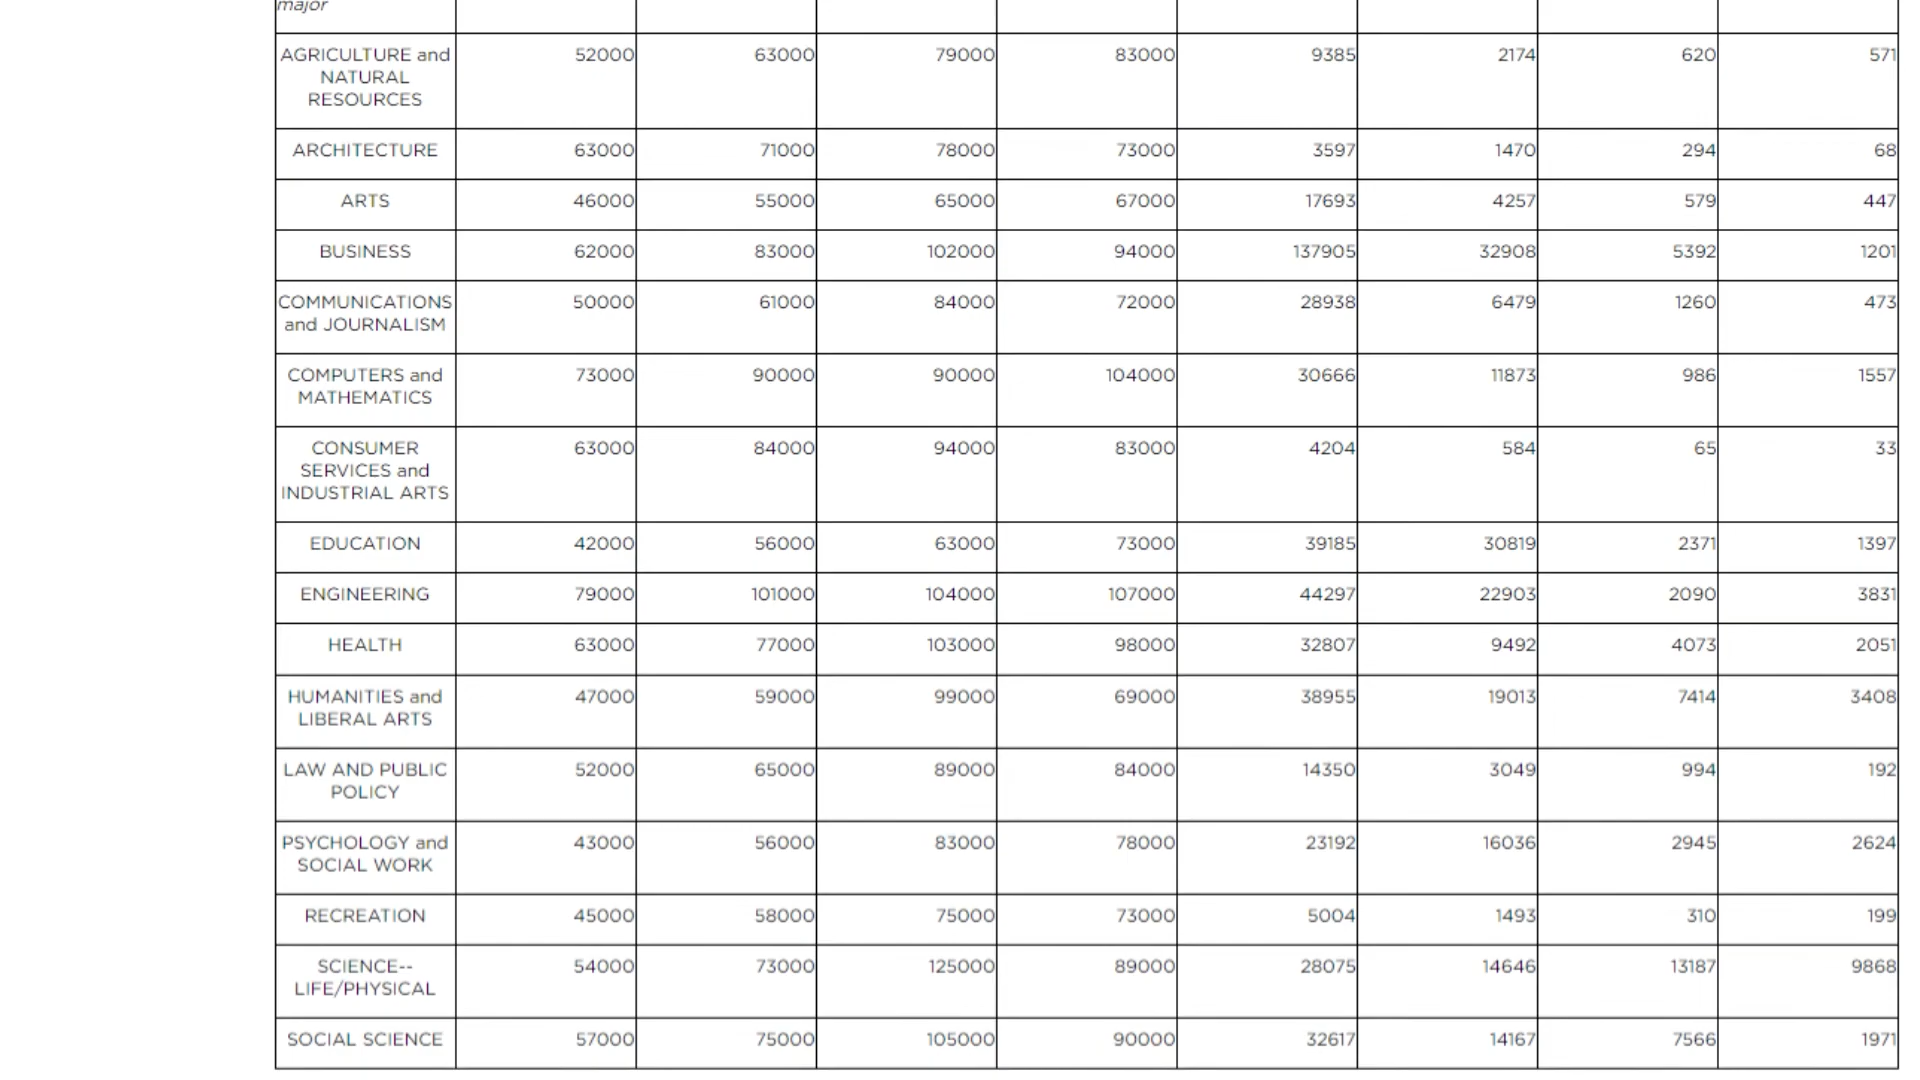 major
AGRICULTURE and 52000 63000 79000 83000 9385 2174 620 571
NATURAL
RESOURCES
ARCHITECTURE 63000 71000 78000 73000 3597 1470 294 68
ARTS 46000 55000 65000 67000 17693 4257 579 447
BUSINESS 62000 83000 102000 94000 137905 32908 5392 1201
COMMUNICATIONS 50000 61000 84000 72000 28938 6479 1260 473
and JOURNALISM
COMPUTERS and 73000 90000 90000 104000 30666 11873 986 1557
MATHEMATICS
CONSUMER 63000 84000 94000 83000 4204 584 65 33
SERVICES and
INDUSTRIAL ARTS
EDUCATION 42000 56000 63000 73000 39185 30819 2371 1397
ENGINEERING 79000 101000 104000 107000 44297 22903 2090 3831
HEALTH 63000 77000 103000 98000 32807 9492 4073 2051
HUMANITIES and 47000 59000 99000 69000 38955 19013 7414 3408
LIBERAL ARTS
LAW AND PUBLIC 52000 65000 89000 84000 14350 3049 994 192
POLICY
PSYCHOLOGY and 43000 56000 83000 78000 23192 16036 2945 2624
SOCIAL WORK
RECREATION 45000 58000 75000 73000 5004 1493 310 199
SCIENCE-- 54000 73000 125000 89000 28075 14646 13187 9868
LIFE/PHYSICAL
SOCIAL SCIENCE 57000 75000 105000 90000 32617 14167 7566 1971